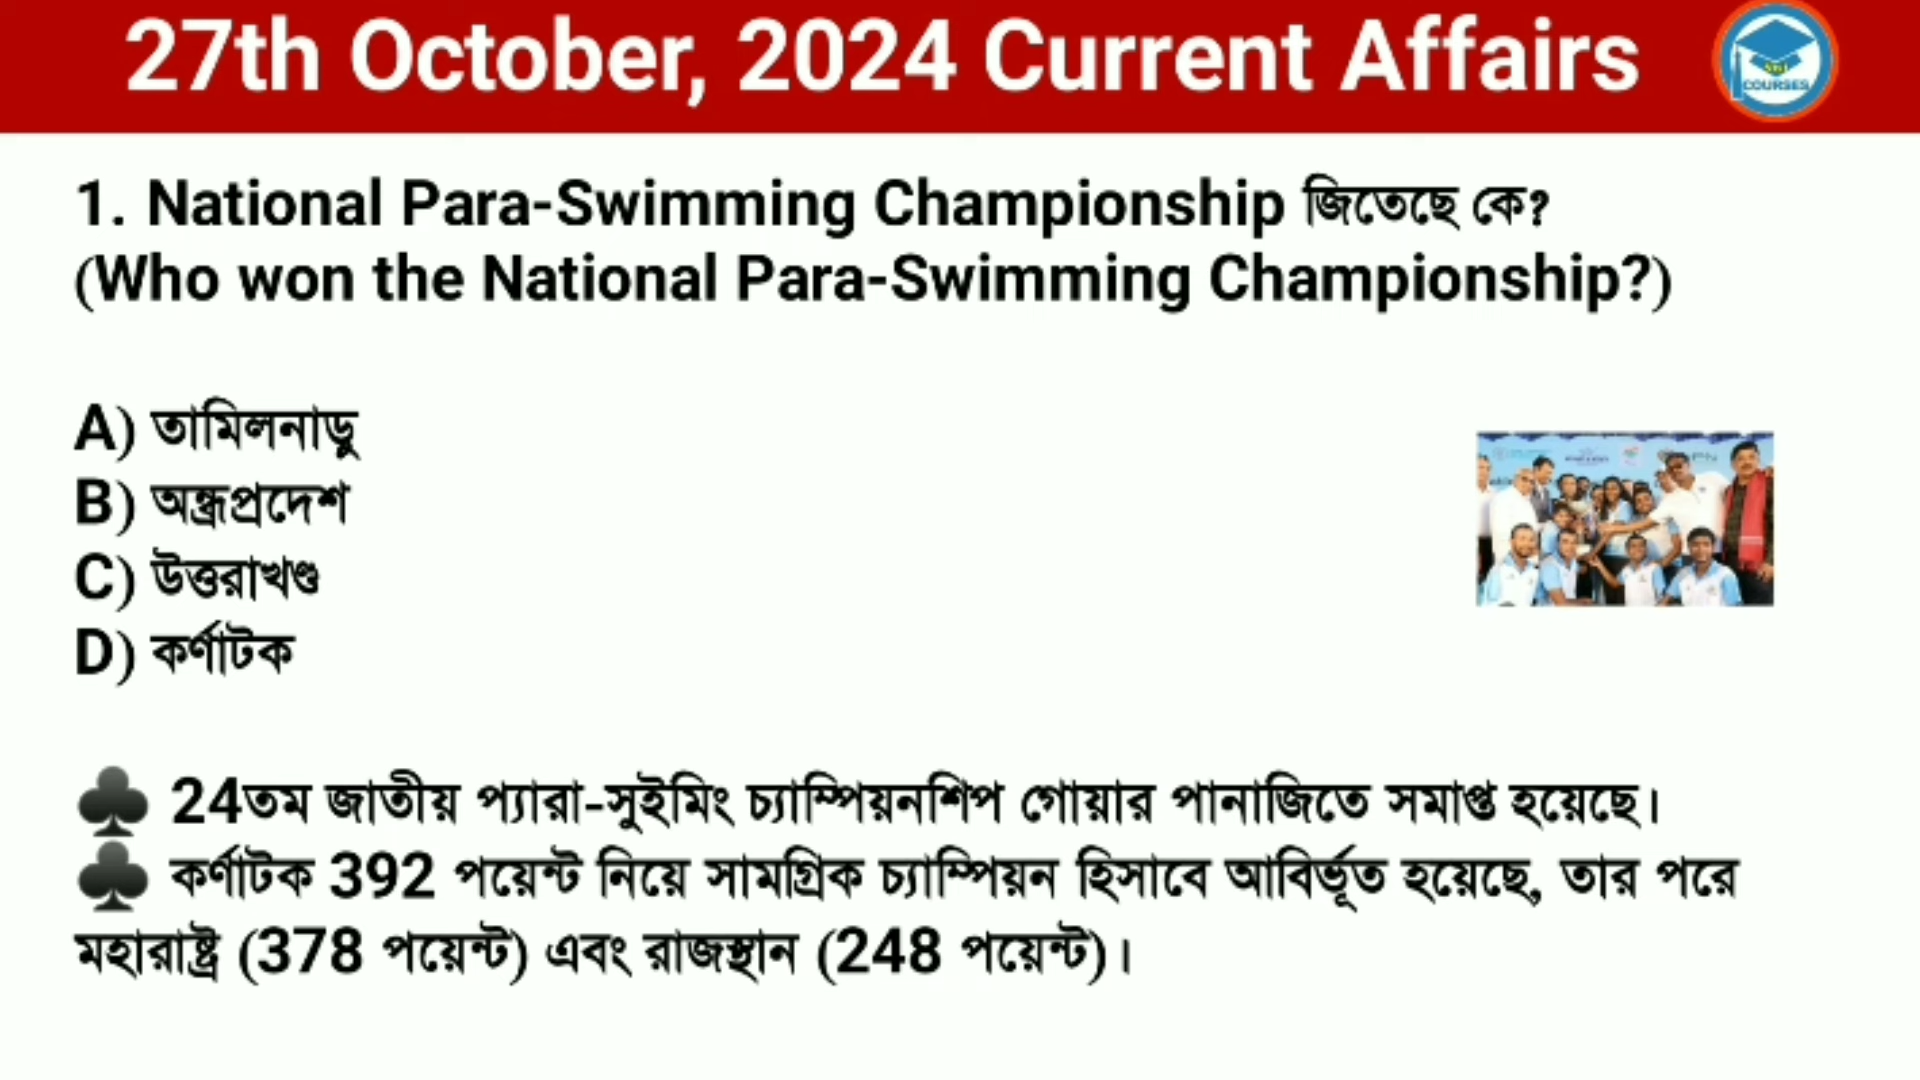 27th October, 2024 Current Affairs
COURSES
1. National Para-Swimming Championship জিতেছে কে?
(Who won the National Para-Swimming Championship?)
A) তামিলনাড়ু
B) অন্ধ্রপ্রদেশ
C) উত্তরাখণ্ড
D) কর্ণাটক
♣ 24তম জাতীয় প্যারা-সুইমিং চ্যাম্পিয়নশিপ গোয়ার পানাজিতে সমাপ্ত হয়েছে।
♣ কর্ণাটক 392 পয়েন্ট নিয়ে সামগ্রিক চ্যাম্পিয়ন হিসাবে আবির্ভূত হয়েছে, তার পরে
মহারাষ্ট্র (378 পয়েন্ট) এবং রাজস্থান (248 পয়েন্ট)।